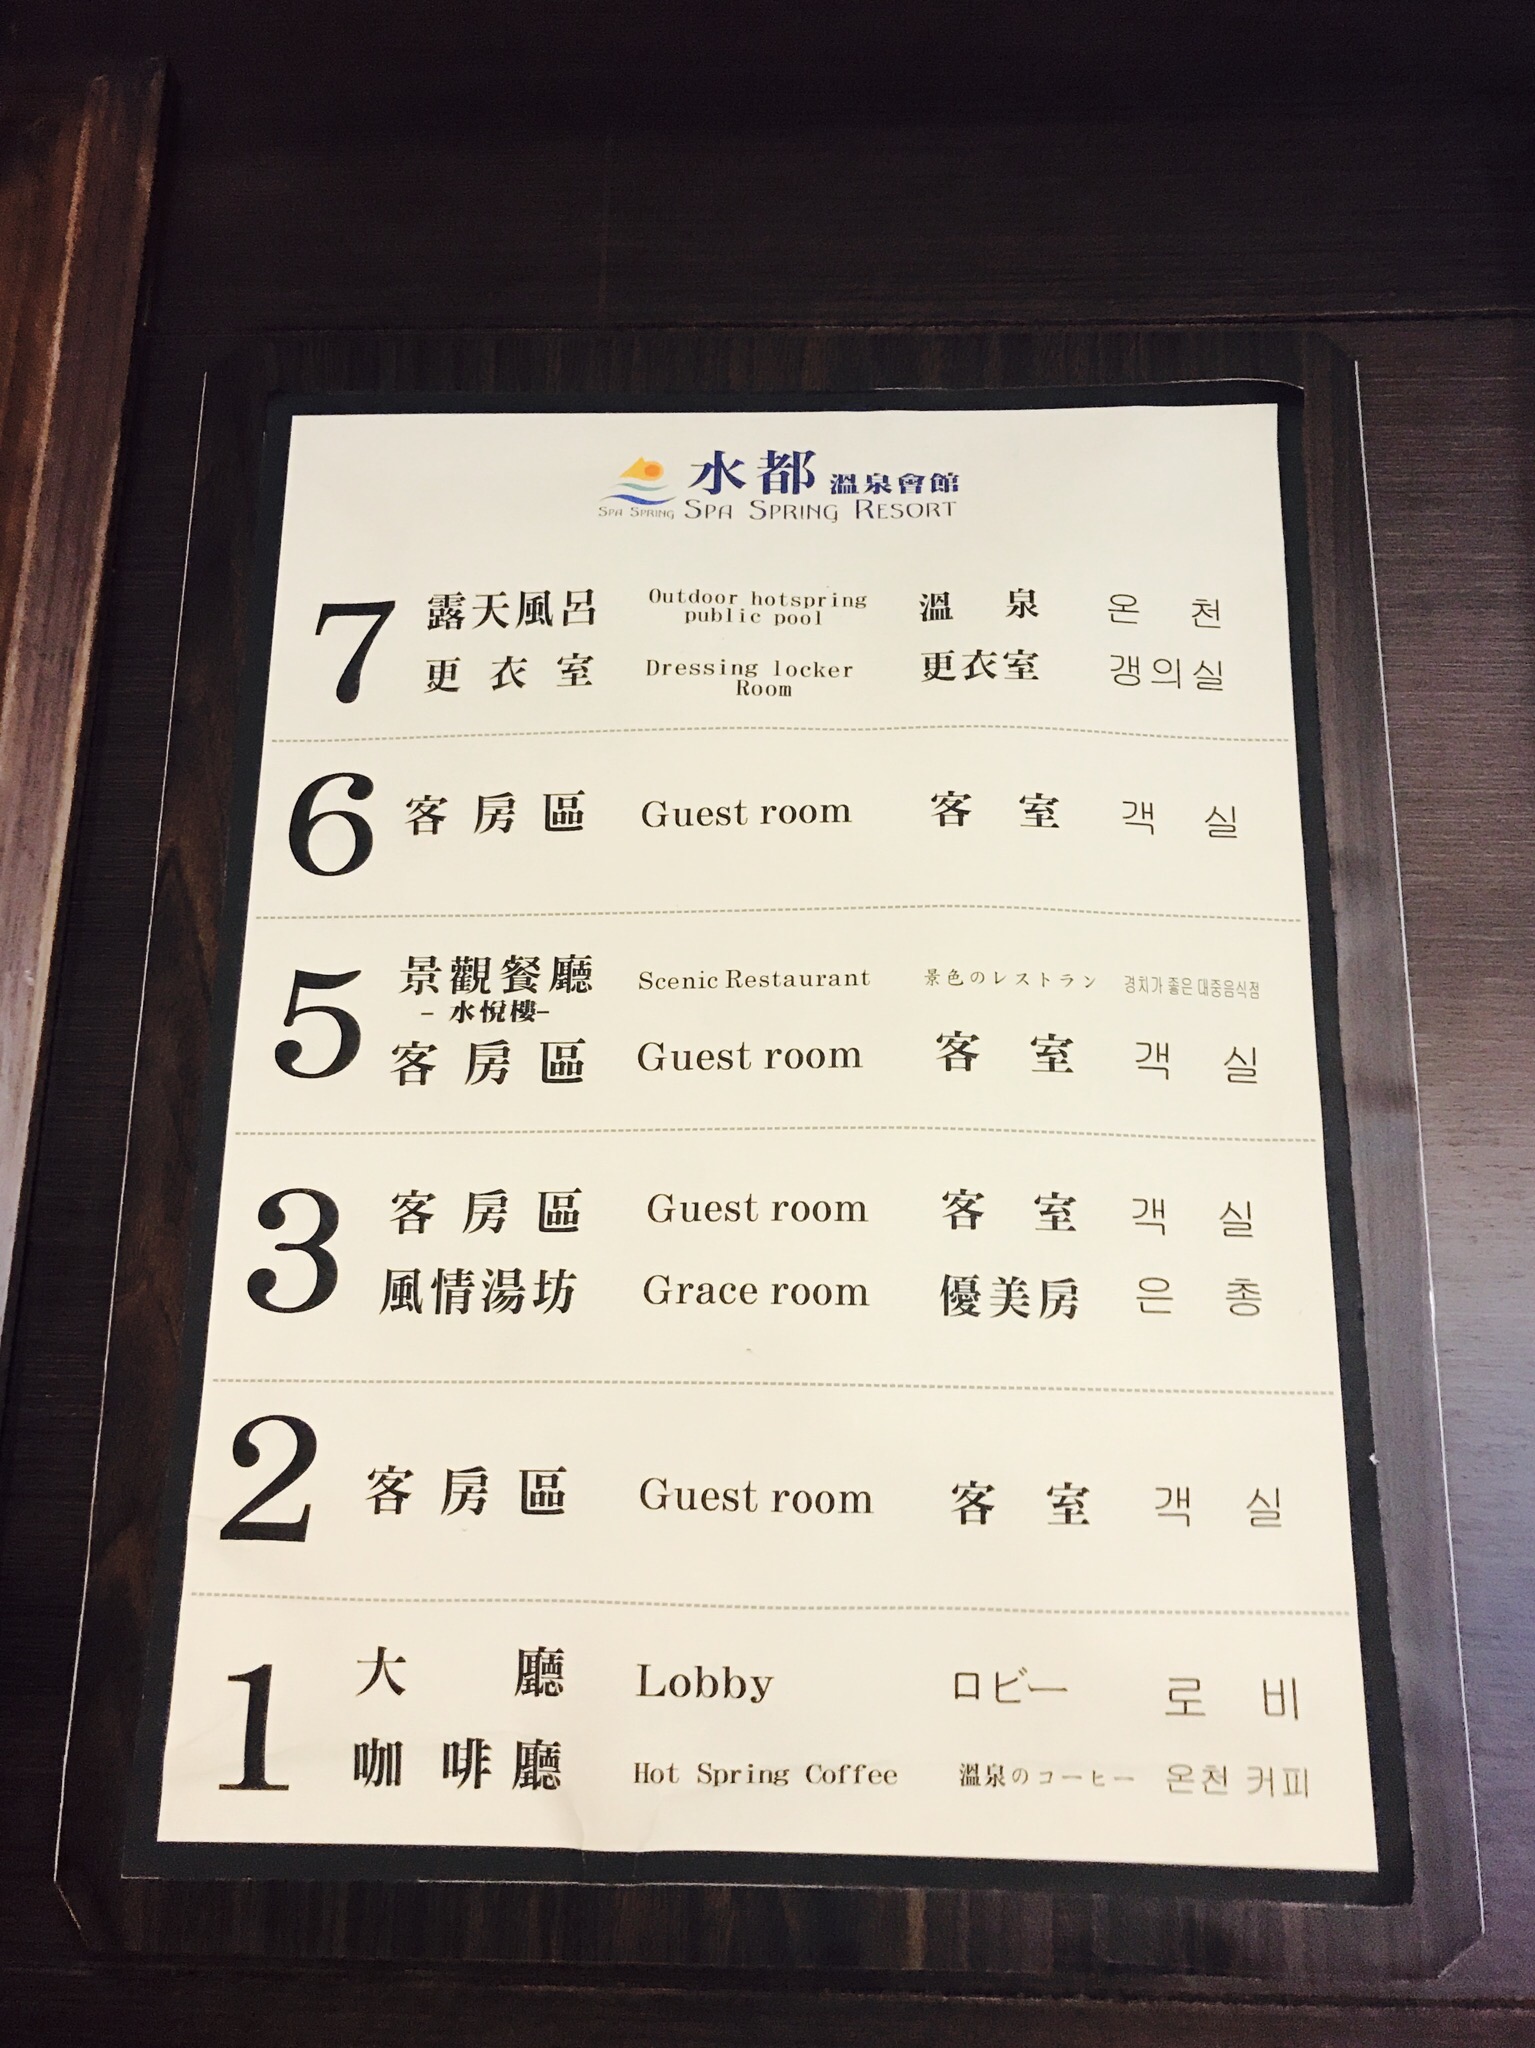 水都 溫泉會館
SPA SPRING SPA SPRING RESORT
7 露天風呂 Outdoor hotspring public pool 溫泉 온천
更衣室 Dressing locker Room 更衣室 갱의실
6 客房區 Guest room 客室 객실
5 景觀餐廳 Scenic Restaurant 景色のレストラン 경치가 좋은 대중음식점
- 水悅樓-
客房區 Guest room 客室 객실
3 客房區 Guest room 客室 객실
風情湯坊 Grace room 優美房 은총
2 客房區 Guest room 客室 객실
1 大廳 Lobby ロビー 로비
咖啡廳 Hot Spring Coffee 溫泉のコーヒー 온천 커피